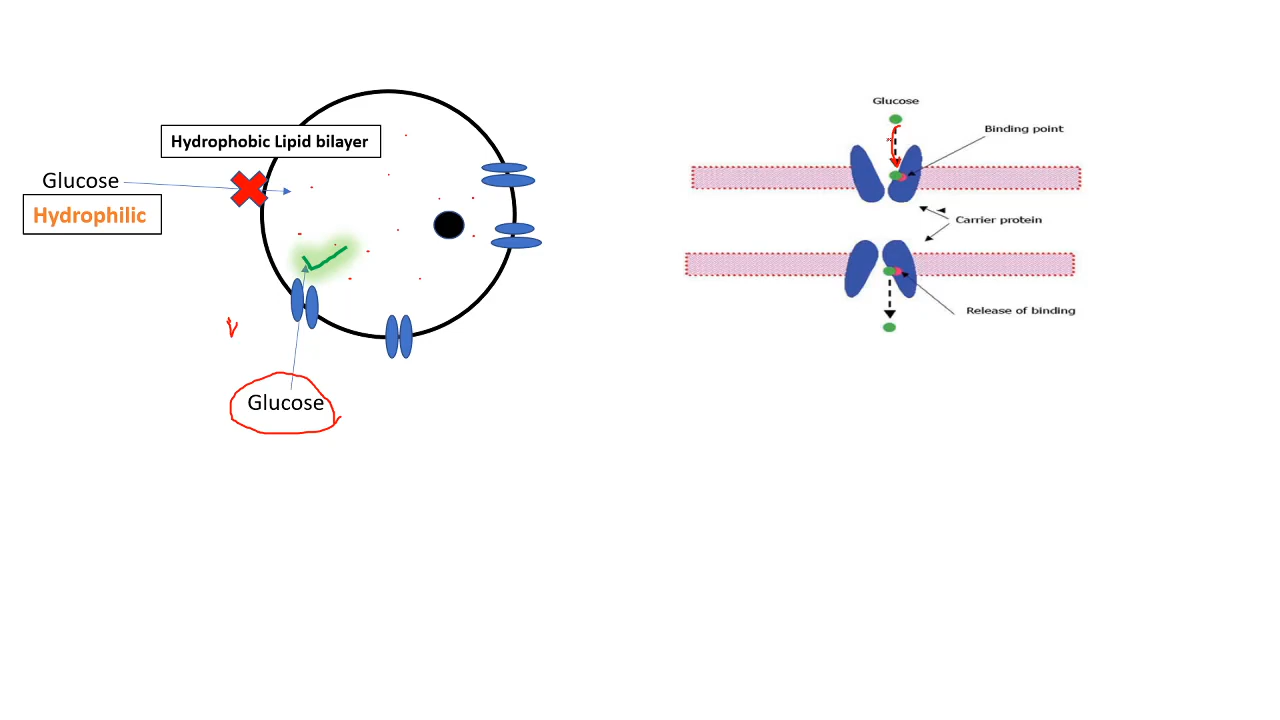 Hydrophobic Lipid bilayer
Glucose
Hydrophilic
Glucose
Glucose
Binding point
Carrier protein
Release of binding